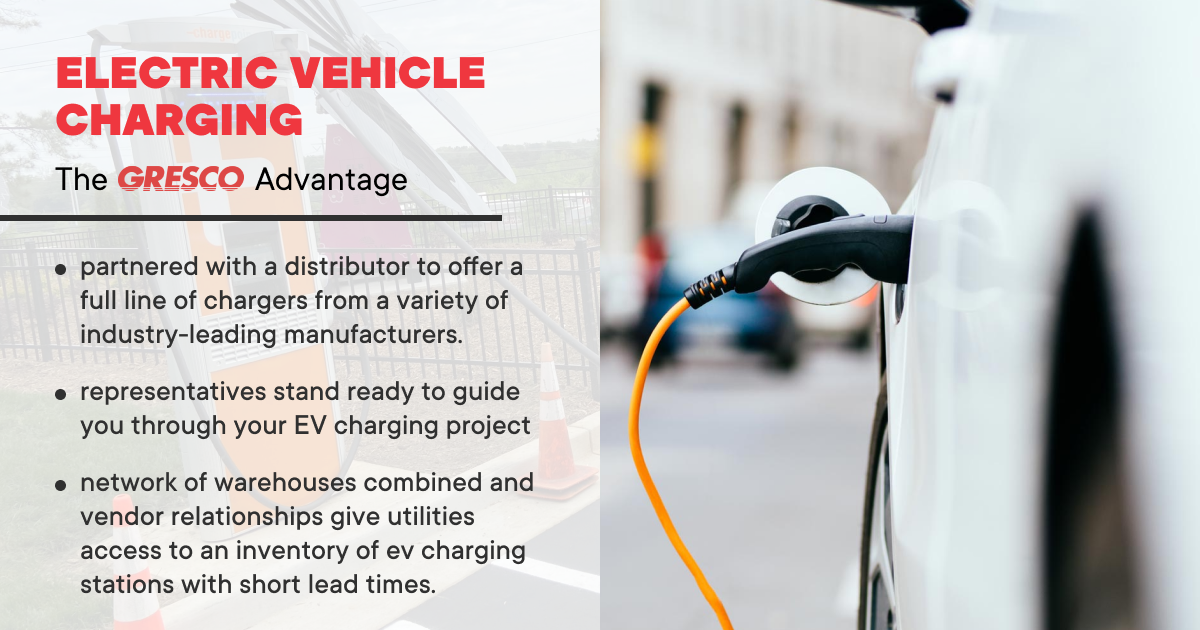 ELECTRIC VEHICLE
CHARGING
The GRESCO Advantage
• partnered with a distributor to offer a
full line of chargers from a variety of
industry-leading manufacturers.
• representatives stand ready to guide
you through your EV charging project
• network of warehouses combined and
vendor relationships give utilities
access to an inventory of ev charging
stations with short lead times.